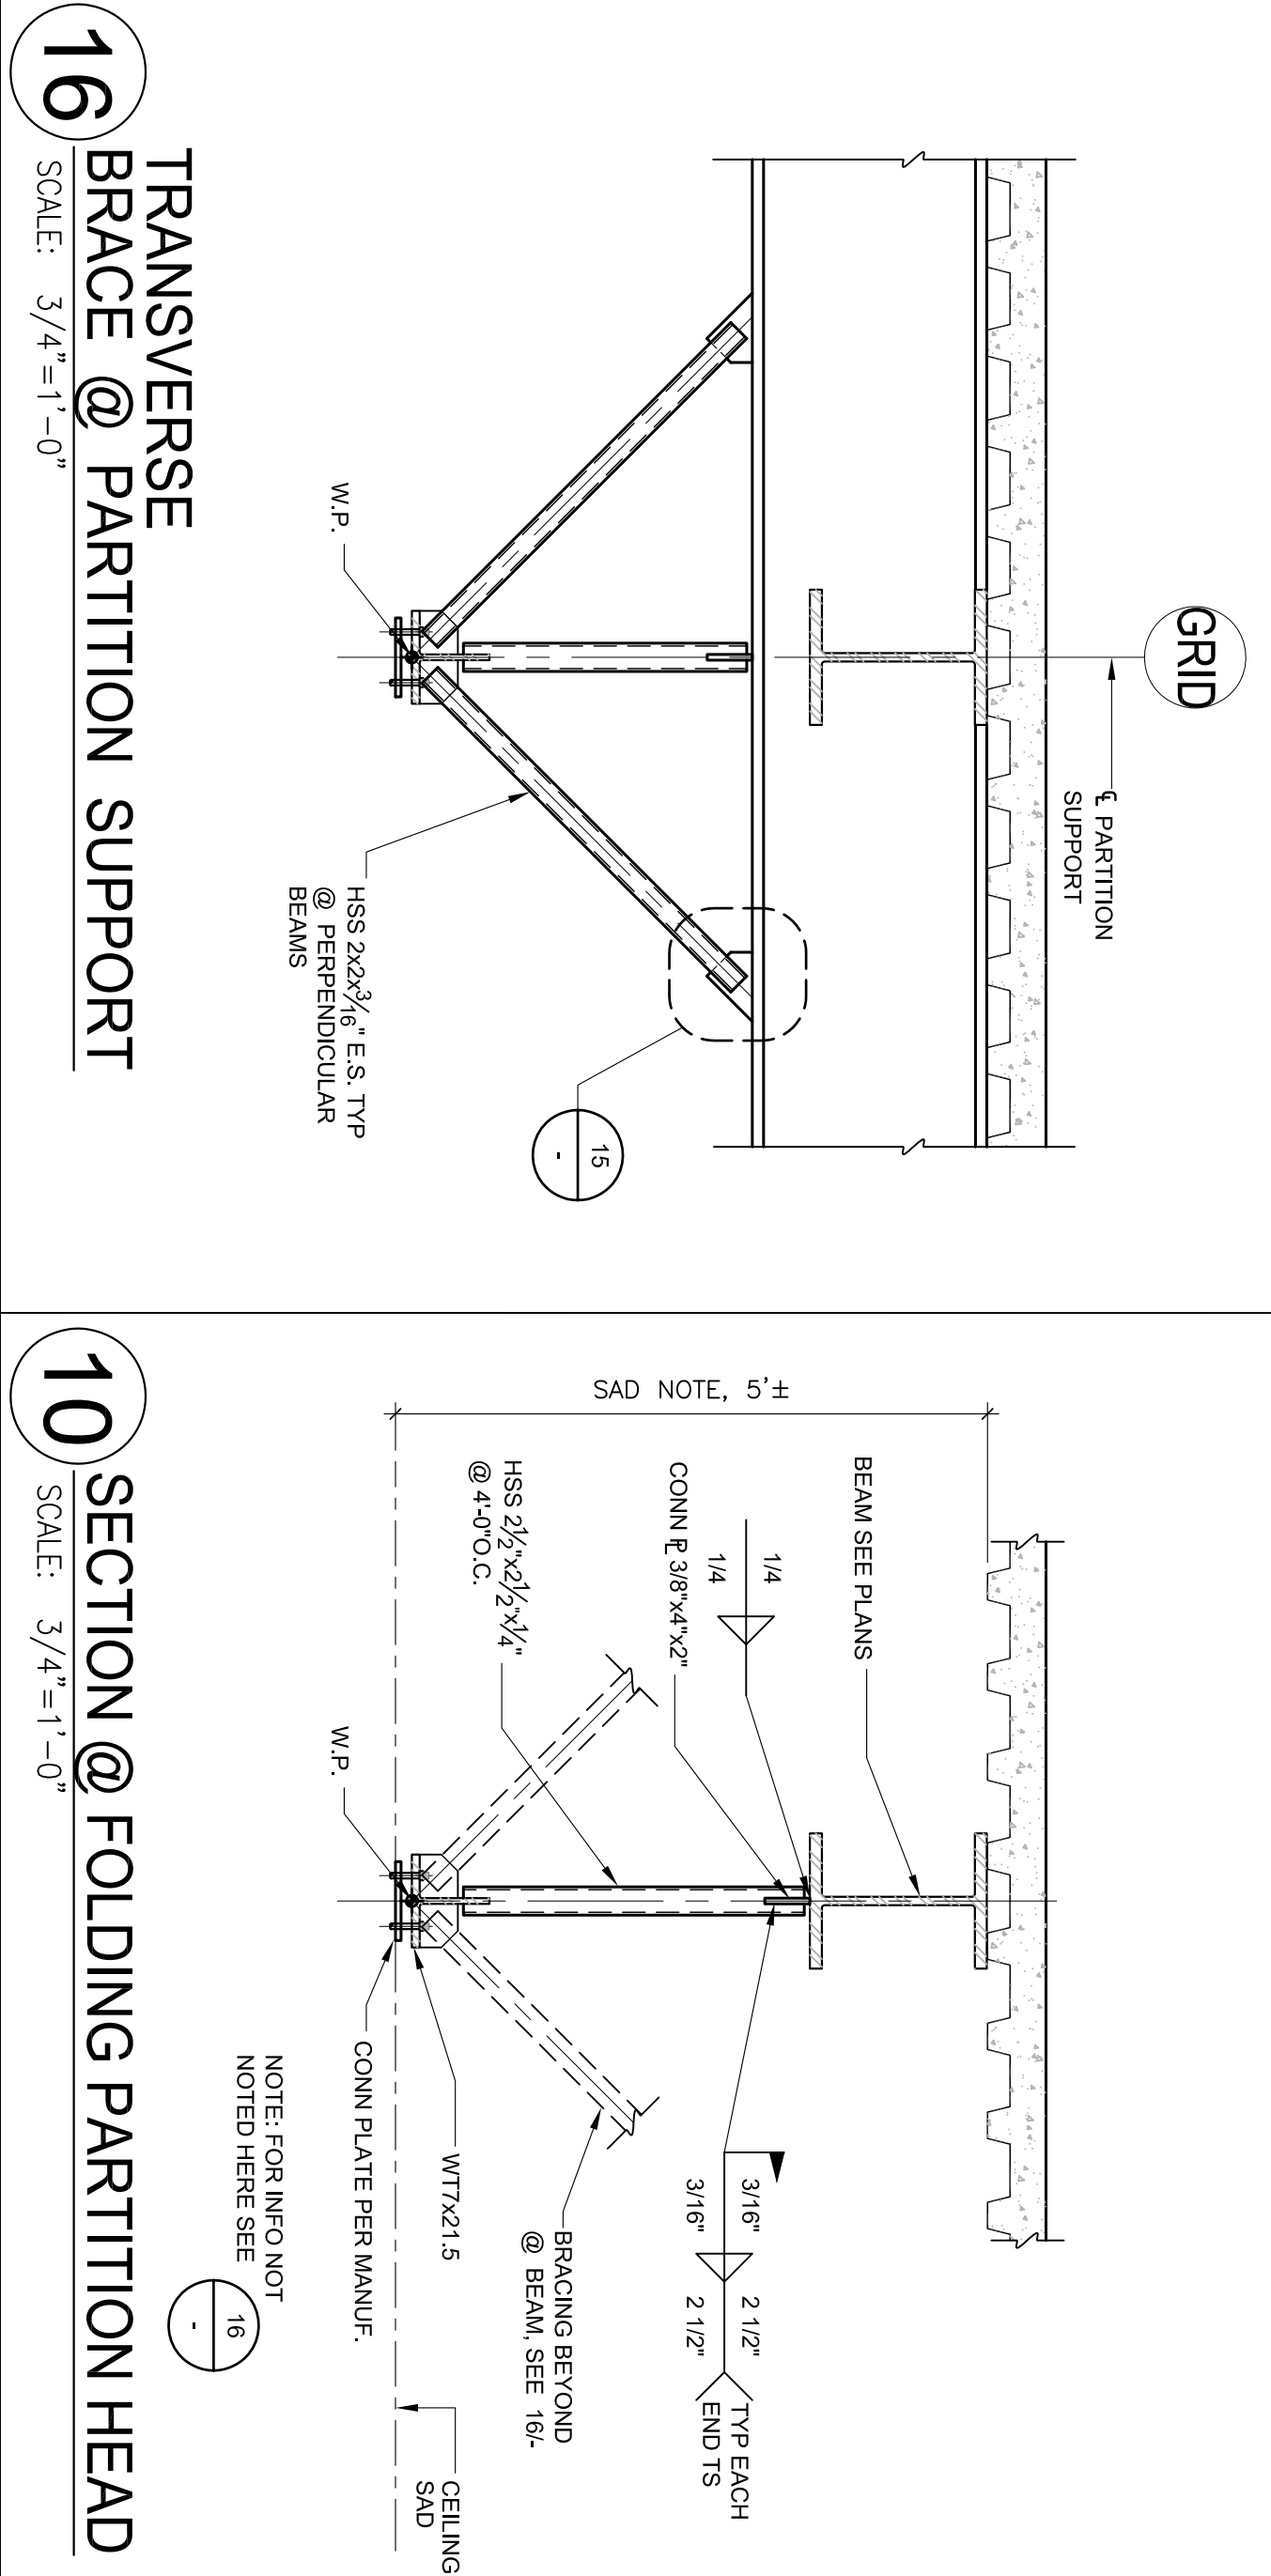 GRID
℄ PARTITION
SUPPORT
15
-
HSS 2x2x3/16" E.S. TYP
@ PERPENDICULAR
BEAMS
W.P.
16
TRANSVERSE
BRACE @ PARTITION SUPPORT
SCALE: 3/4"=1'-0"
SAD NOTE, 5'±
BEAM SEE PLANS
1/4
1/4
CONN ℙ 3/8"x4"x2"
HSS 2½"x2½"x¼"
@ 4'-0"O.C.
W.P.
3/16" 2 1/2"
3/16" 2 1/2"
TYP EACH
END TS
BRACING BEYOND
@ BEAM, SEE 16/-
WT7x21.5
CONN PLATE PER MANUF.
CEILING
SAD
NOTE: FOR INFO NOT
NOTED HERE SEE
16
-
10
SECTION @ FOLDING PARTITION HEAD
SCALE: 3/4"=1'-0"